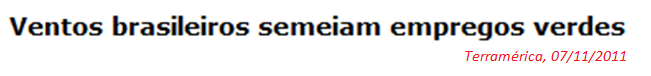 Ventos brasileiros semeiam empregos verdes
Terramérica, 07/11/2011